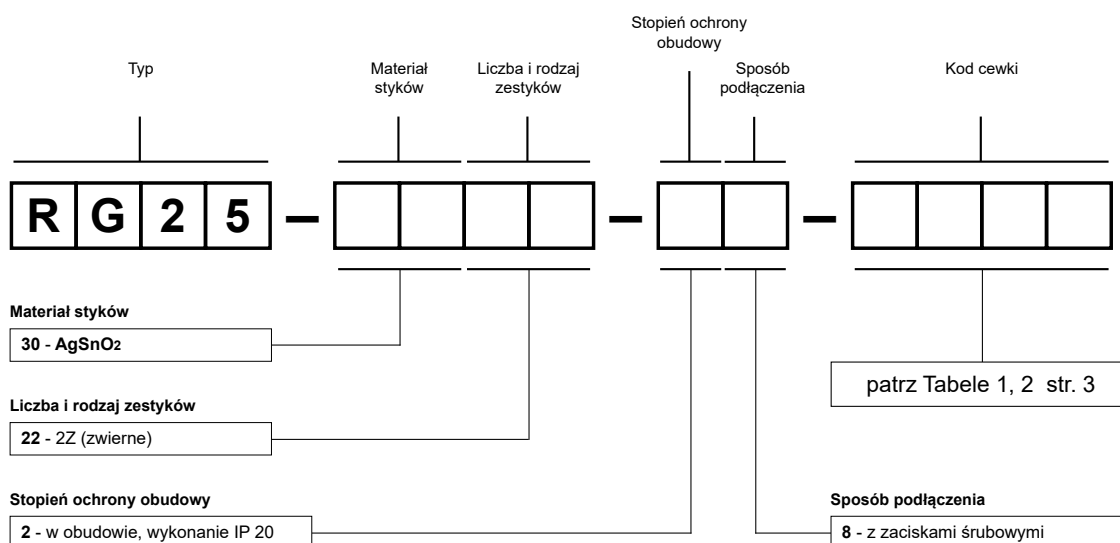 Stopień ochrony
obudowy
Typ
Materiał
styków
Liczba i rodzaj
zestyków
Sposób
podłączenia
Kod cewki
R G 2 5 – –  –
Materiał styków
30 - AgSnO2
patrz Tabele 1, 2 str. 3
Liczba i rodzaj zestyków
22 - 2Z (zwierne)
Stopień ochrony obudowy
2 - w obudowie, wykonanie IP 20
Sposób podłączenia
8 - z zaciskami śrubowymi